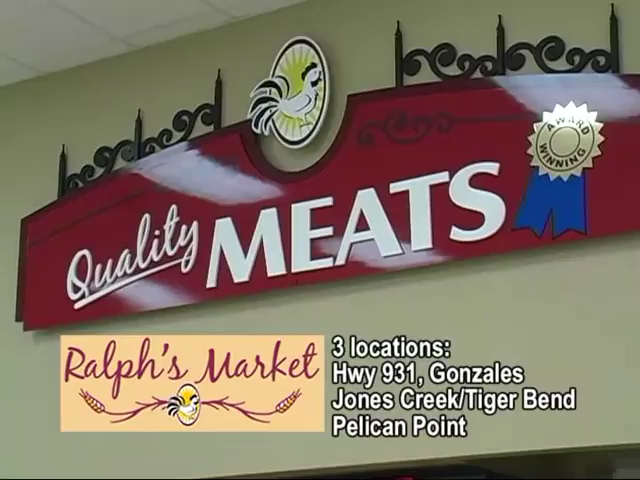 Quality MEATS
AWARD
WINNING
Ralph's Market
3 locations:
Hwy 931, Gonzales
Jones Creek/Tiger Bend
Pelican Point